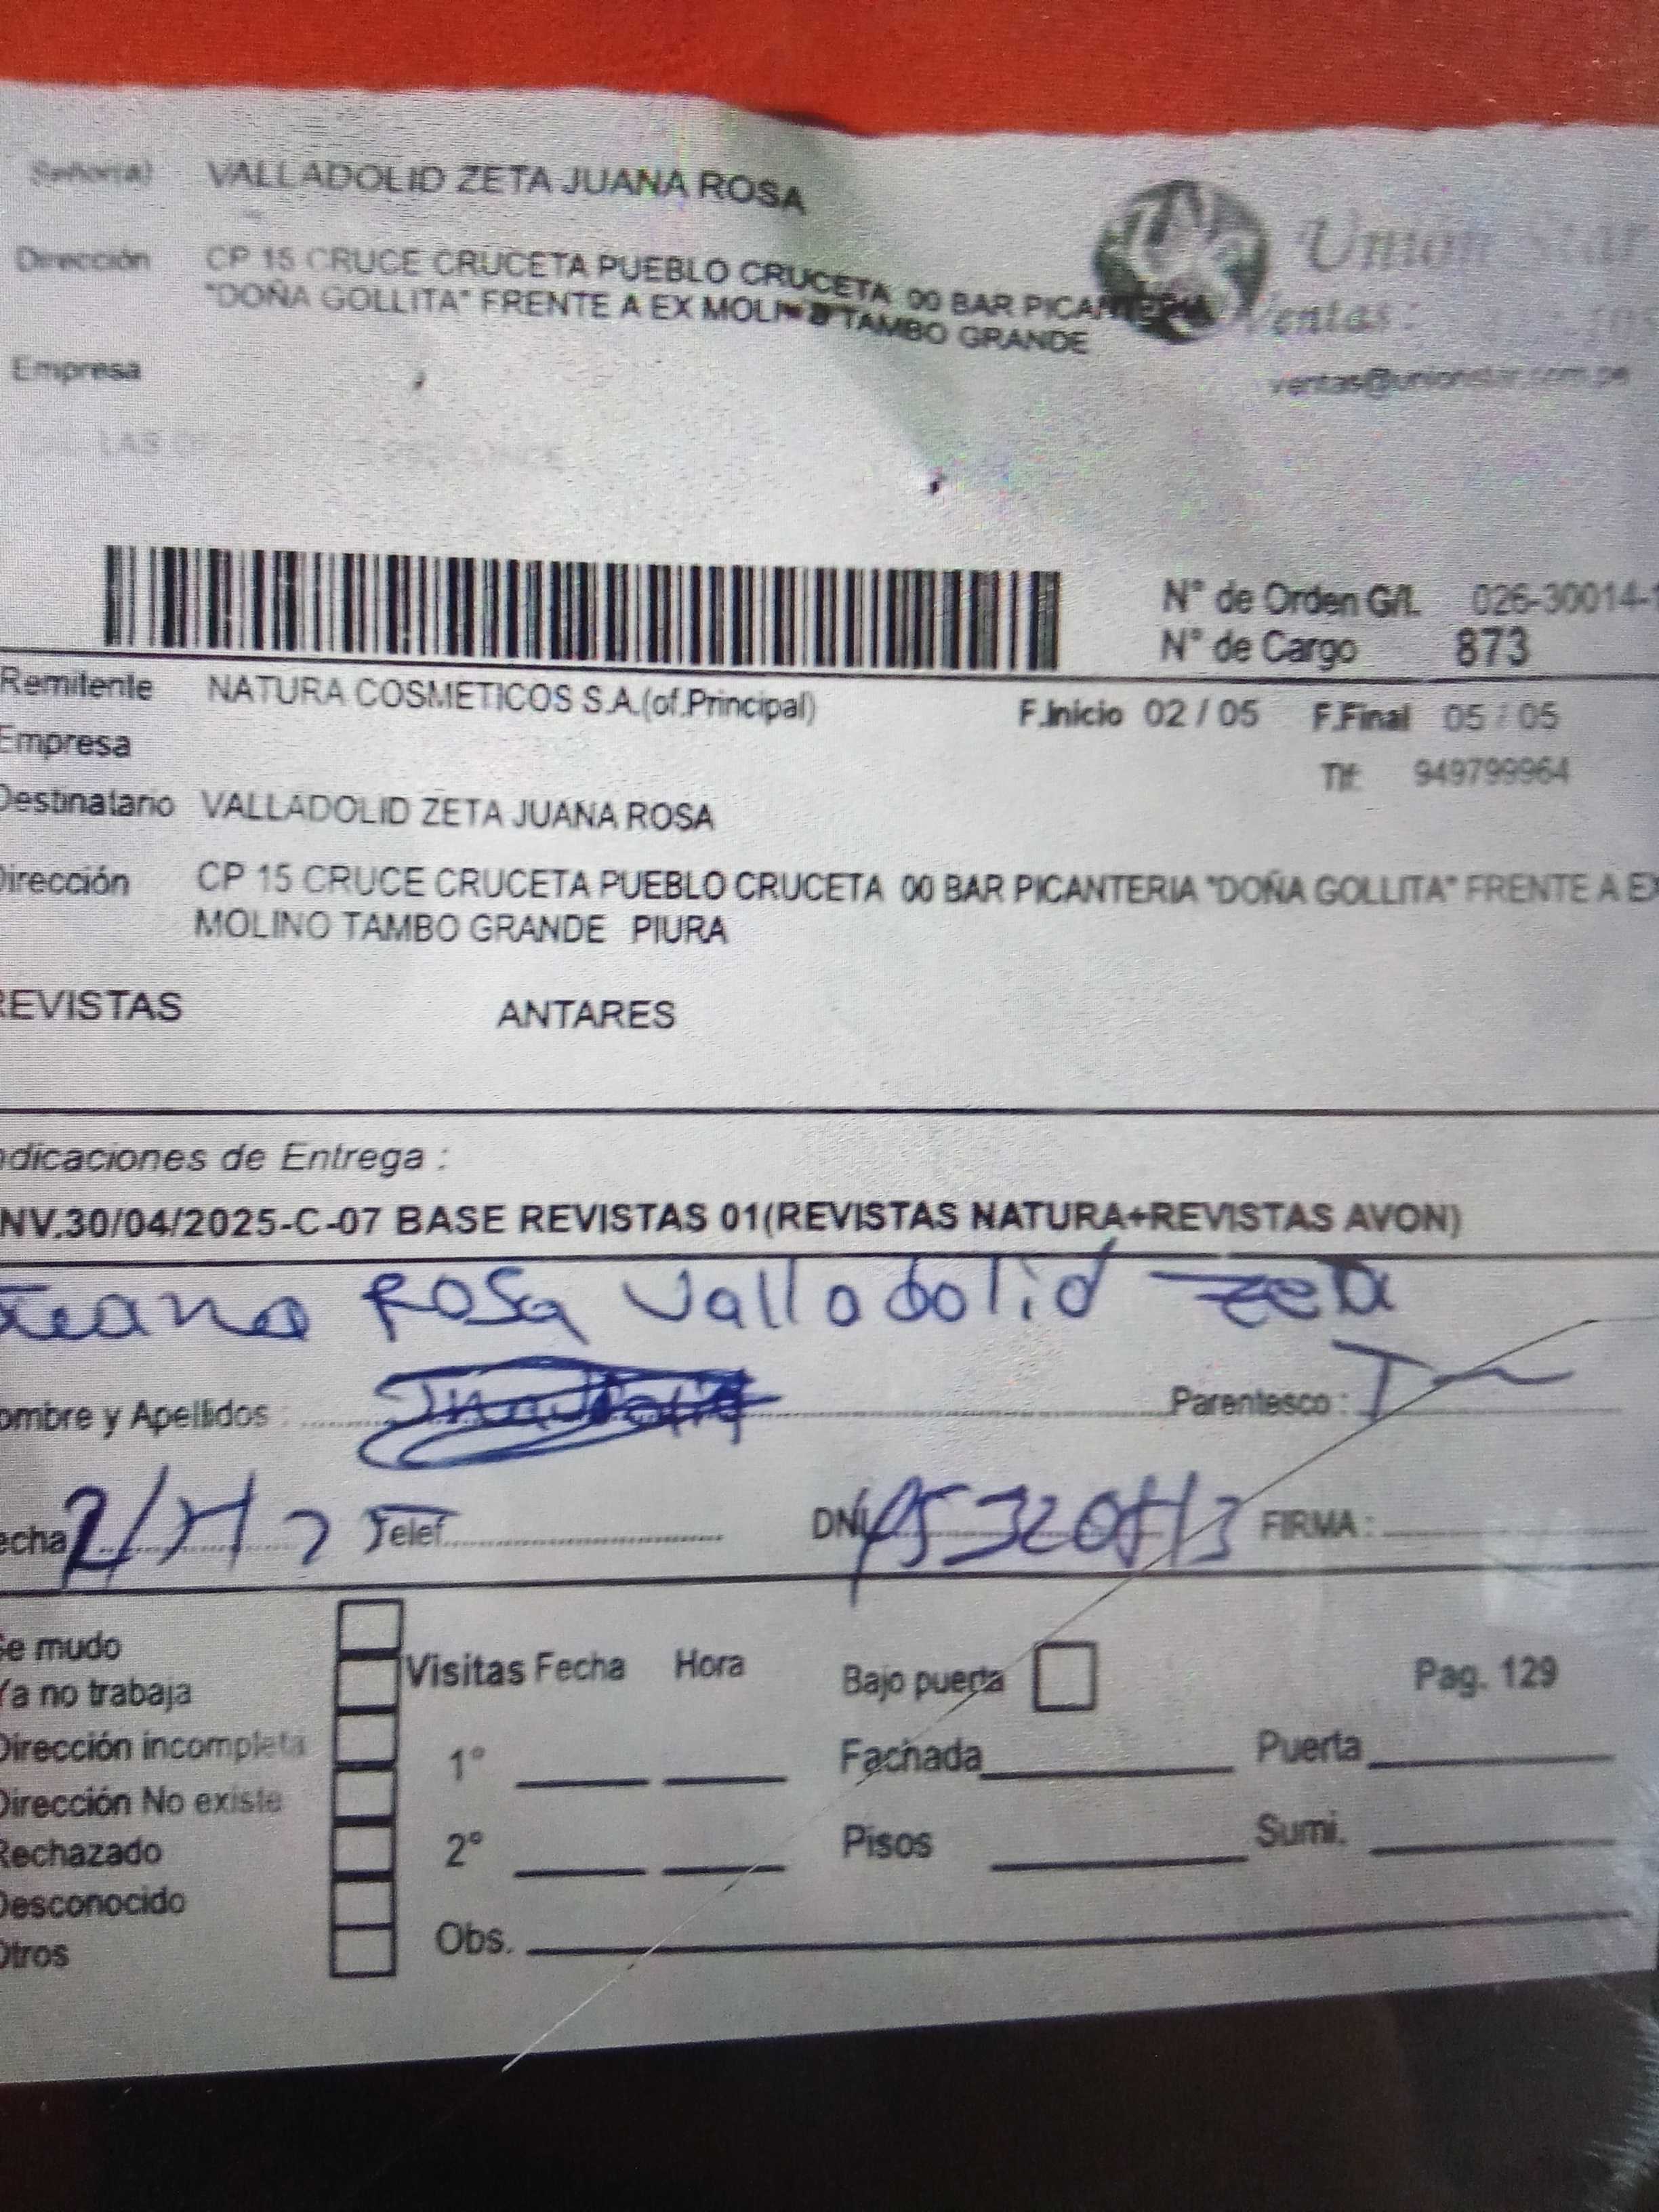 Señor(a) VALLADOLID ZETA JUANA ROSA
Dirección CP 15 CRUCE CRUCETA PUEBLO CRUCETA 00 BAR PICANTERIA
"DOÑA GOLLITA" FRENTE A EX MOLINO TAMBO GRANDE
Union Star
Ventas:
Empresa
ventas@unionstar.com.pe
LAS
N° de Orden G/L 026-30014-1
N° de Cargo 873
Remitente NATURA COSMETICOS S.A.(of.Principal) F.Inicio 02 / 05 F.Final 05 / 05
Empresa
Tlf: 949799964
Destinatario VALLADOLID ZETA JUANA ROSA
Dirección CP 15 CRUCE CRUCETA PUEBLO CRUCETA 00 BAR PICANTERIA "DOÑA GOLLITA" FRENTE A EX
MOLINO TAMBO GRANDE PIURA
REVISTAS ANTARES
ndicaciones de Entrega :
NV.30/04/2025-C-07 BASE REVISTAS 01(REVISTAS NATURA+REVISTAS AVON)
Juana Rosa Valladolid Zeta
ombre y Apellidos : Parentesco :
echa Telef. DNI FIRMA :
Se mudo
Ya no trabaja
Dirección incompleta
Dirección No existe
Rechazado
Desconocido
Otros
Visitas Fecha Hora Bajo puerta Pag. 129
1° Fachada Puerta
2° Pisos Sumi.
Obs.